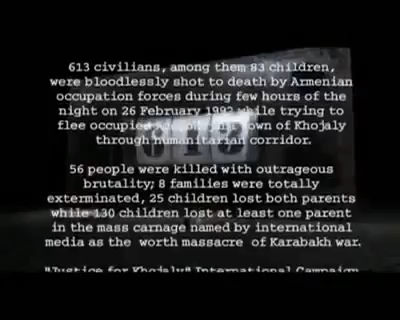 613 civilians, among them 83 children,
were bloodlessly shot to death by Armenian
occupation forces during few hours of the
night on 26 February 1992 while trying to
flee occupied town of Khojaly
through humanitarian corridor.
56 people were killed with outrageous
brutality; 8 families were totally
exterminated, 25 children lost both parents
while 130 children lost at least one parent
in the mass carnage named by international
media as the worth massacre of Karabakh war.
"Justice for Khojaly" International Campaign
613